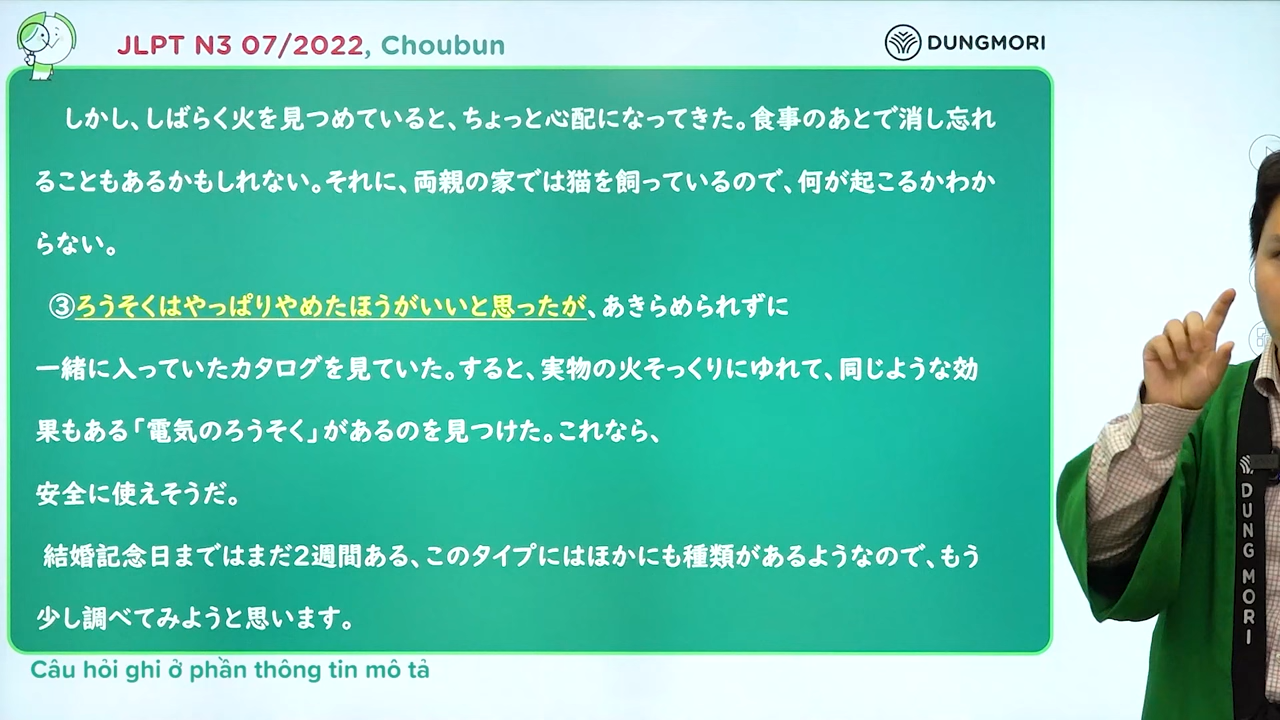 JLPT N3 07/2022, Choubun
DUNGMORI
しかし、しばらく火を見つめていると、ちょっと心配になってきた。食事のあとで消し忘れ
ることもあるかもしれない。それに、両親の家では猫を飼っているので、何が起こるかわか
らない。
③ろうそくはやっぱりやめたほうがいいと思ったが、あきらめられずに
一緒に入っていたカタログを見ていた。すると、実物の火そっくりにゆれて、同じような効
果もある「電気のろうそく」があるのを見つけた。これなら、
安全に使えそうだ。
結婚記念日まではまだ2週間ある、このタイプにはほかにも種類があるようなので、もう
少し調べてみようと思います。
Câu hỏi ghi ở phần thông tin mô tả
DUNG MORI